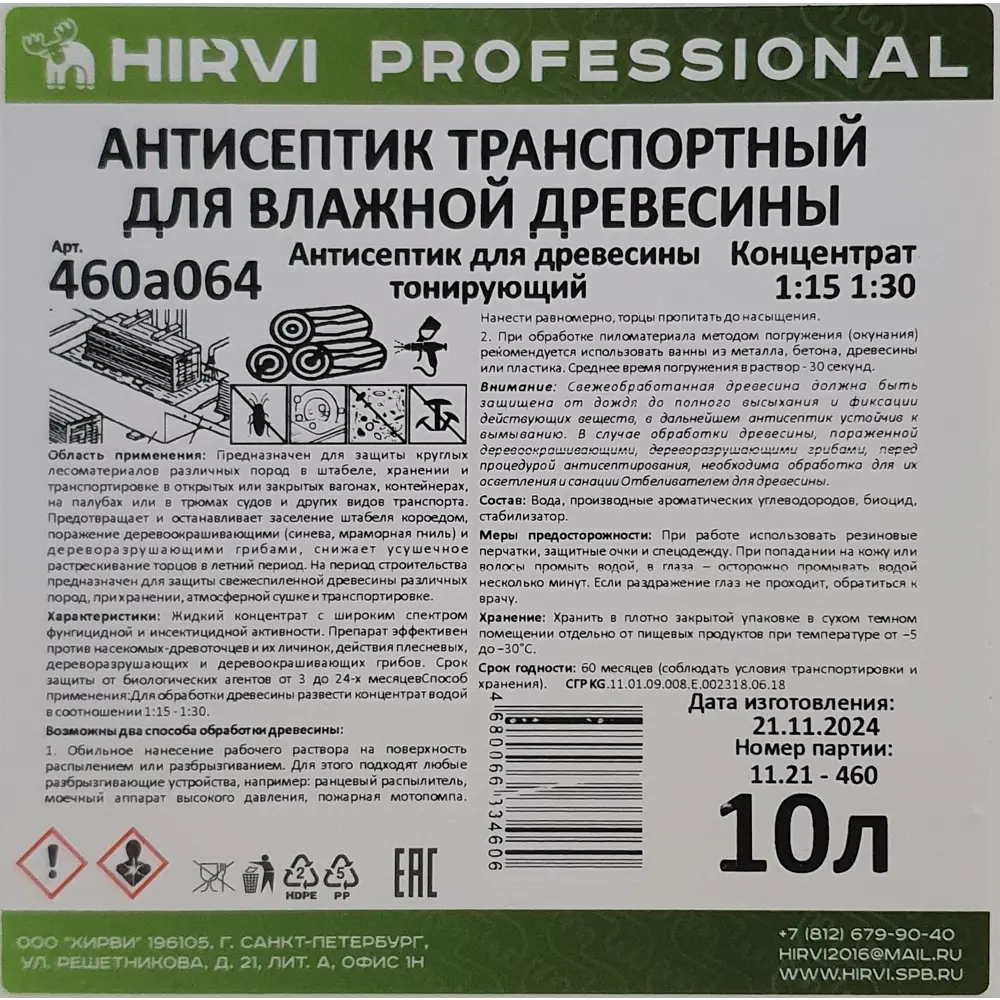 HIRVI PROFESSIONAL
АНТИСЕПТИК ТРАНСПОРТНЫЙ
ДЛЯ ВЛАЖНОЙ ДРЕВЕСИНЫ
Арт.
460а064
Антисептик для древесины
тонирующий
Концентрат
1:15 1:30
Область применения: Предназначен для защиты круглых
лесоматериалов различных пород в штабеле, хранении и
транспортировке в открытых или закрытых вагонах, контейнерах,
на палубах или в трюмах судов и других видов транспорта.
Предотвращает и останавливает заселение штабеля короедом,
поражение деревоокрашивающими (синева, мраморная гниль) и
дереворазрушающими грибами, снижает усушечное
растрескивание торцов в летний период. На период строительства
предназначен для защиты свежеспиленной древесины различных
пород, при хранении, атмосферной сушке и транспортировке.
Характеристики: Жидкий концентрат с широким спектром
фунгицидной и инсектицидной активности. Препарат эффективен
против насекомых-древоточцев и их личинок, действия плесневых,
дереворазрушающих и деревоокрашивающих грибов. Срок
защиты от биологических агентов от 3 до 24-х месяцевСпособ
применения:Для обработки древесины развести концентрат водой
в соотношении 1:15 - 1:30.
Возможны два способа обработки древесины:
1. Обильное нанесение рабочего раствора на поверхность
распылением или разбрызгиванием. Для этого подходят любые
разбрызгивающие устройства, например: ранцевый распылитель,
моечный аппарат высокого давления, пожарная мотопомпа.
Нанести равномерно, торцы пропитать до насыщения.
2. При обработке пиломатериала методом погружения (окунания)
рекомендуется использовать ванны из металла, бетона, древесины
или пластика. Среднее время погружения в раствор - 30 секунд.
Внимание: Свежеобработанная древесина должна быть
защищена от дождя до полного высыхания и фиксации
действующих веществ, в дальнейшем антисептик устойчив к
вымыванию. В случае обработки древесины, пораженной
деревоокрашивающими, дереворазрушающими грибами, перед
процедурой антисептирования, необходима обработка для их
осветления и санации Отбеливателем для древесины.
Состав: Вода, производные ароматических углеводородов, биоцид,
стабилизатор.
Меры предосторожности: При работе использовать резиновые
перчатки, защитные очки и спецодежду. При попадании на кожу или
волосы промыть водой, в глаза – осторожно промывать водой
несколько минут. Если раздражение глаз не проходит, обратиться к
врачу.
Хранение: Хранить в плотно закрытой упаковке в сухом темном
помещении отдельно от пищевых продуктов при температуре от –5
до –30°С.
Срок годности: 60 месяцев (соблюдать условия транспортировки и
хранения). СГР KG.11.01.09.008.Е.002318.06.18
4 680066 334606
Дата изготовления:
21.11.2024
Номер партии:
11.21 - 460
10л
2
HDPE
5
PP
EAC
ООО "ХИРВИ" 196105, Г. САНКТ-ПЕТЕРБУРГ,
УЛ. РЕШЕТНИКОВА, Д. 21, ЛИТ. А, ОФИС 1Н
+7 (812) 679-90-40
HIRVI2016@MAIL.RU
WWW.HIRVI.SPB.RU